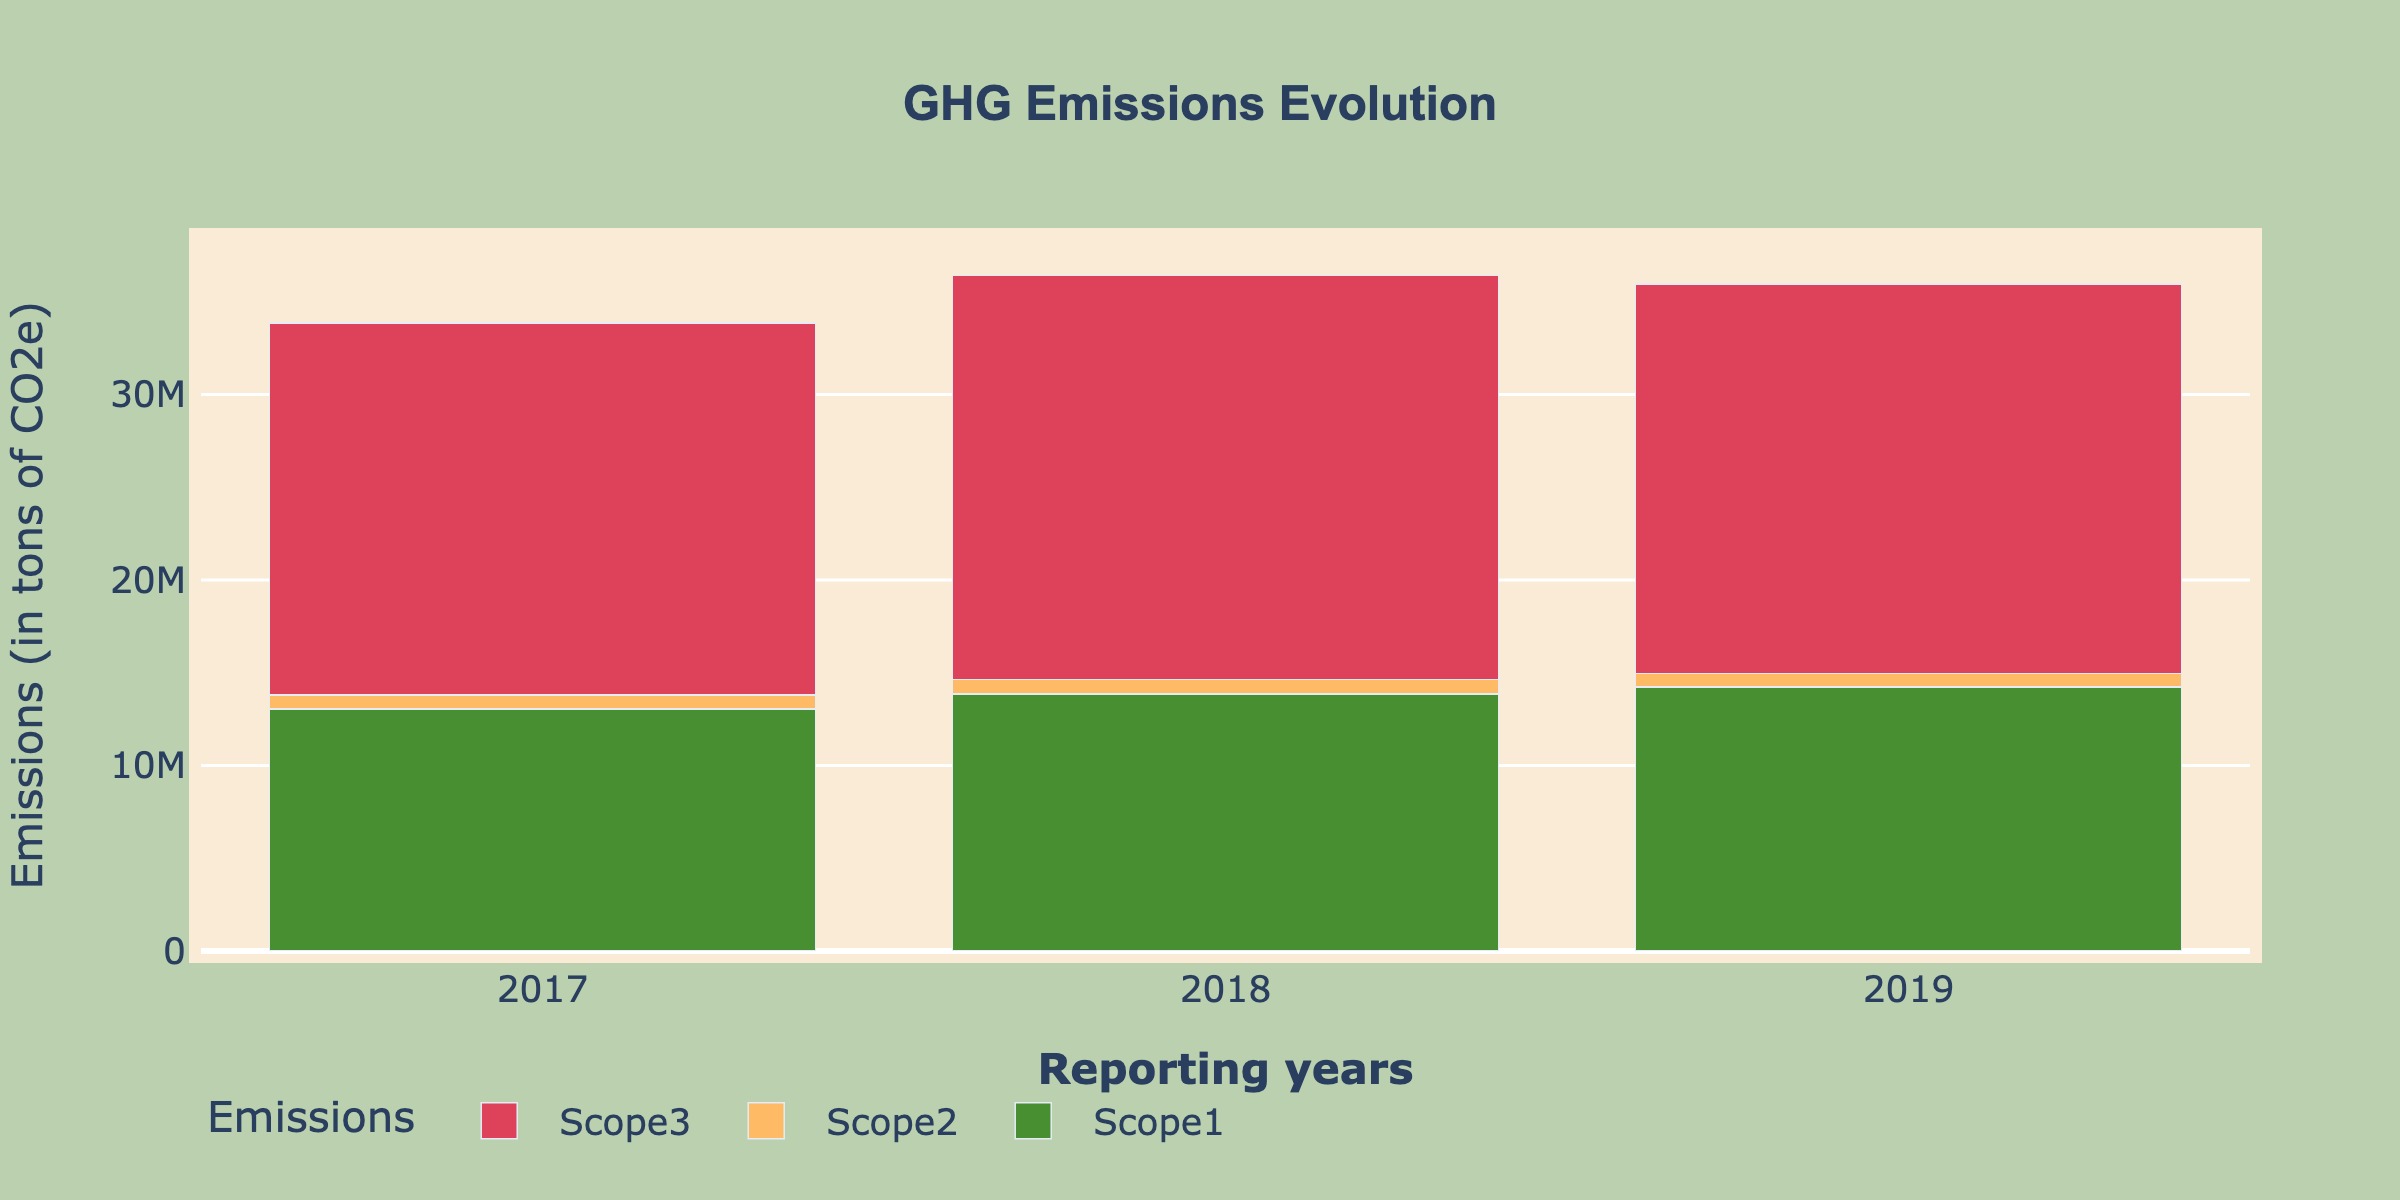 GHG Emissions Evolution
Emissions (in tons of CO2e)
30M
20M
10M
0
2017 2018 2019
Reporting years
Emissions Scope3 Scope2 Scope1